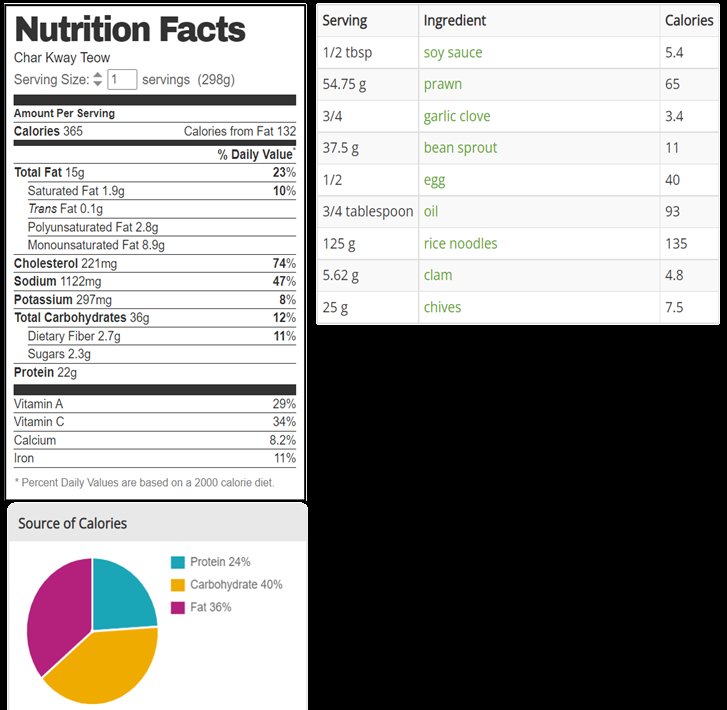 Nutrition Facts
Char Kway Teow
Serving Size: 1 servings (298g)
Amount Per Serving
Calories 365 Calories from Fat 132
% Daily Value*
Total Fat 15g 23%
Saturated Fat 1.9g 10%
Trans Fat 0.1g
Polyunsaturated Fat 2.8g
Monounsaturated Fat 8.9g
Cholesterol 221mg 74%
Sodium 1122mg 47%
Potassium 297mg 8%
Total Carbohydrates 36g 12%
Dietary Fiber 2.7g 11%
Sugars 2.3g
Protein 22g
Vitamin A 29%
Vitamin C 34%
Calcium 8.2%
Iron 11%
* Percent Daily Values are based on a 2000 calorie diet.
Source of Calories
Protein 24%
Carbohydrate 40%
Fat 36%
Serving Ingredient Calories
1/2 tbsp soy sauce 5.4
54.75 g prawn 65
3/4 garlic clove 3.4
37.5 g bean sprout 11
1/2 egg 40
3/4 tablespoon oil 93
125 g rice noodles 135
5.62 g clam 4.8
25 g chives 7.5